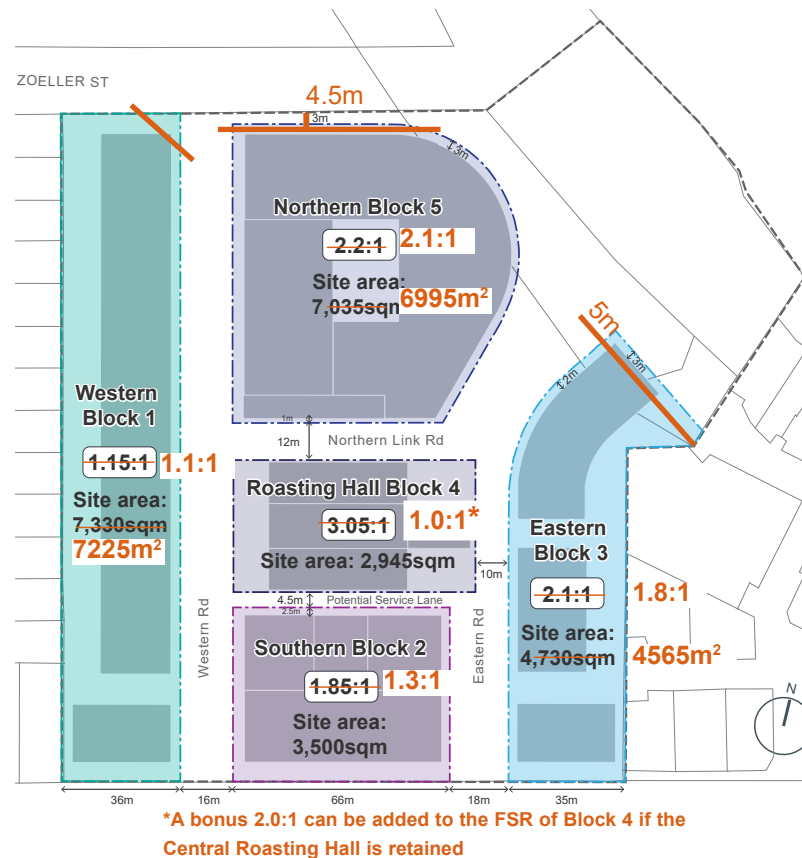 ZOELLER ST
4.5m
3m
3m
Northern Block 5
2.2:1 2.1:1
Site area:
7,035sqm 6995m²
5m
3m
2m
Western
Block 1
1.15:1 1.1:1
Site area:
7,330sqm
7225m²
1m
12m
Northern Link Rd
Roasting Hall Block 4
3.05:1 1.0:1*
Site area: 2,945sqm
10m
Eastern
Block 3
2.1:1 1.8:1
Site area:
4,730sqm 4565m²
4.5m
Potential Service Lane
2.5m
Western Rd
Eastern Rd
Southern Block 2
1.85:1 1.3:1
Site area:
3,500sqm
N
36m
16m
66m
18m
35m
*A bonus 2.0:1 can be added to the FSR of Block 4 if the
Central Roasting Hall is retained